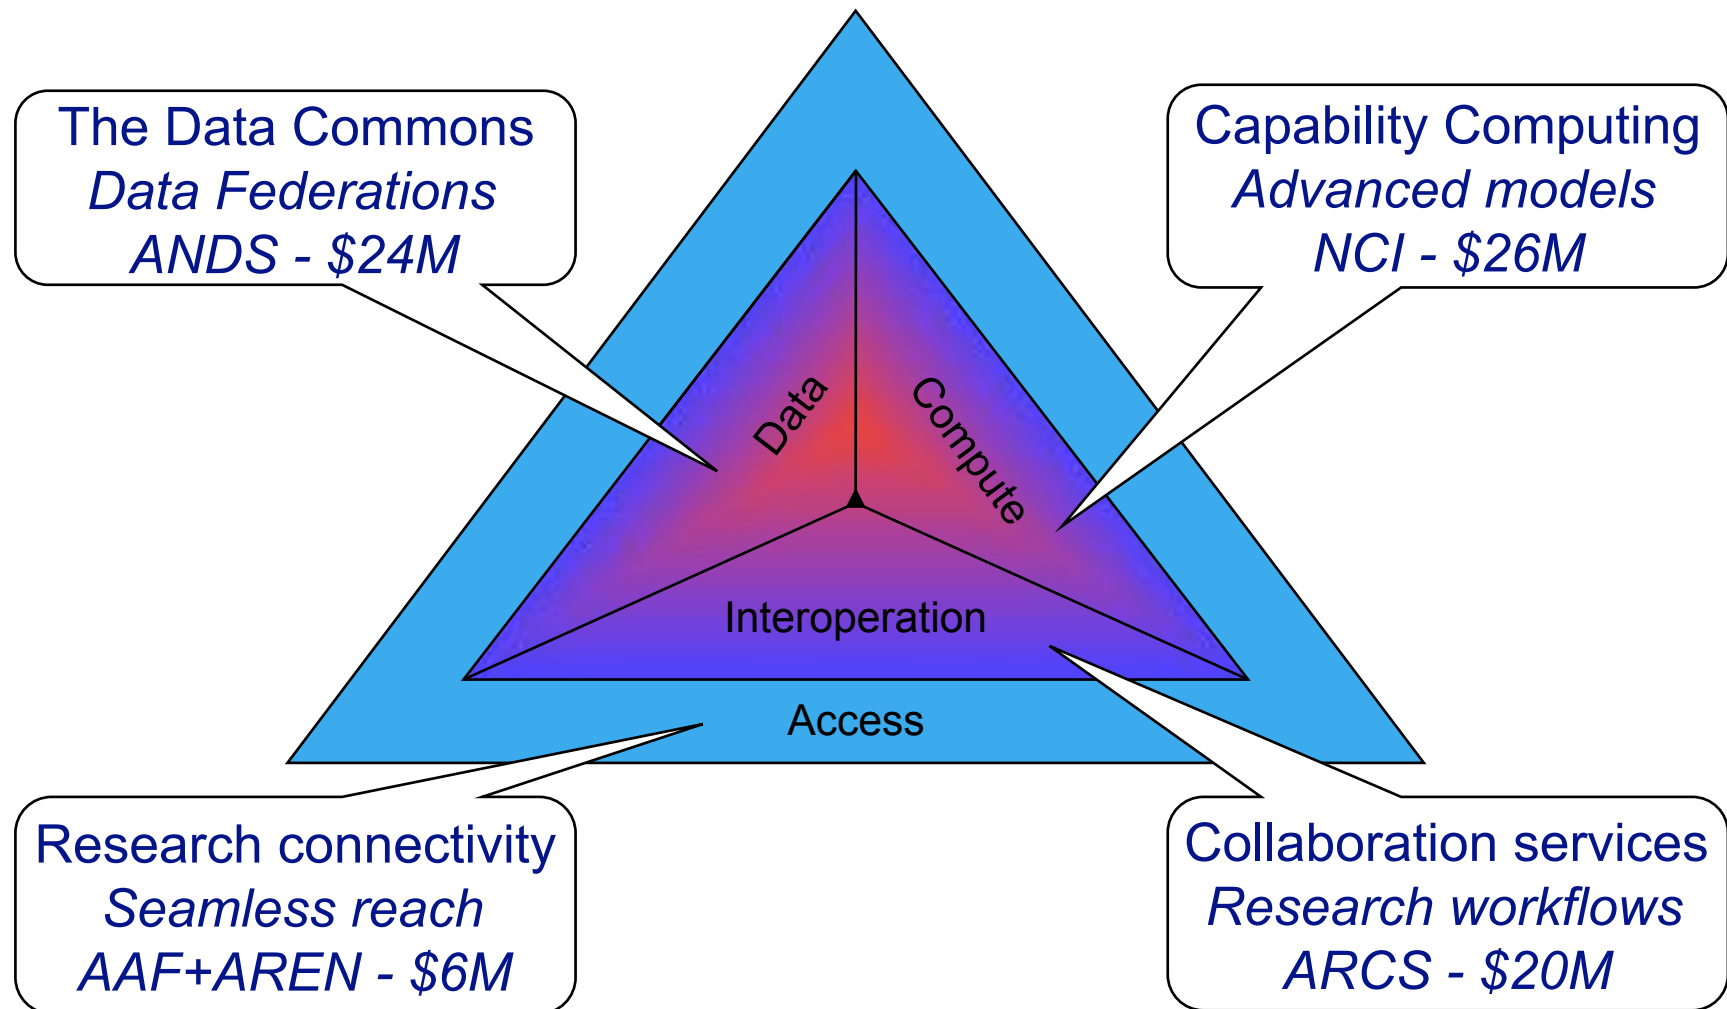 The Data Commons
Data Federations
ANDS - $24M
Capability Computing
Advanced models
NCI - $26M
Data
Compute
Interoperation
Access
Research connectivity
Seamless reach
AAF+AREN - $6M
Collaboration services
Research workflows
ARCS - $20M